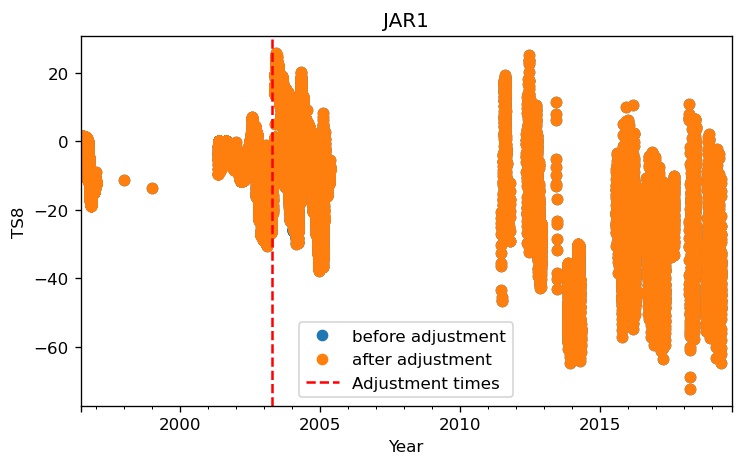 JAR1
20
0
−20
−40
−60
TS8
before adjustment
after adjustment
Adjustment times
2000
2005
2010
2015
Year